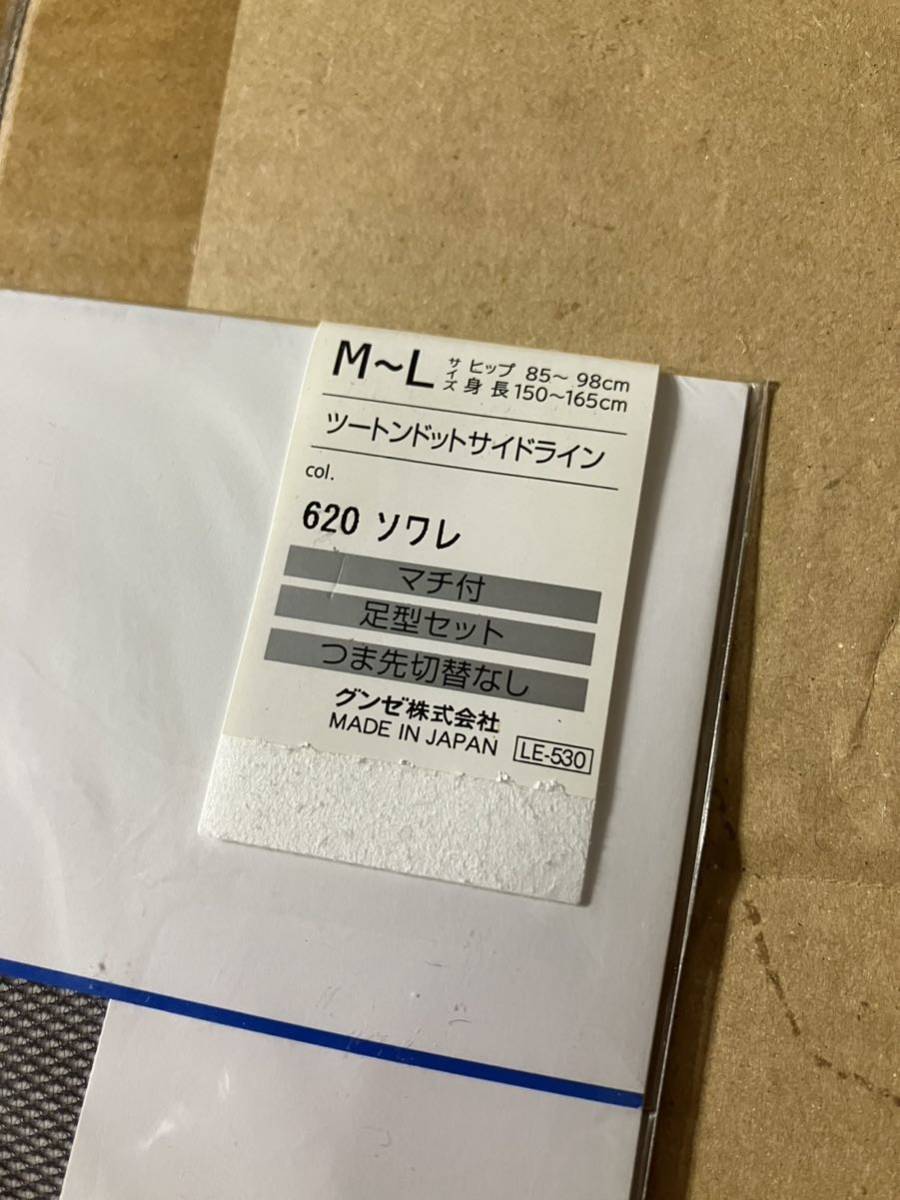 M~L サイズ ヒップ 85~98cm
身長 150~165cm
ツートンドットサイドライン
col.
620 ソワレ
マチ付
足型セット
つま先切替なし
グンゼ株式会社
MADE IN JAPAN LE-530